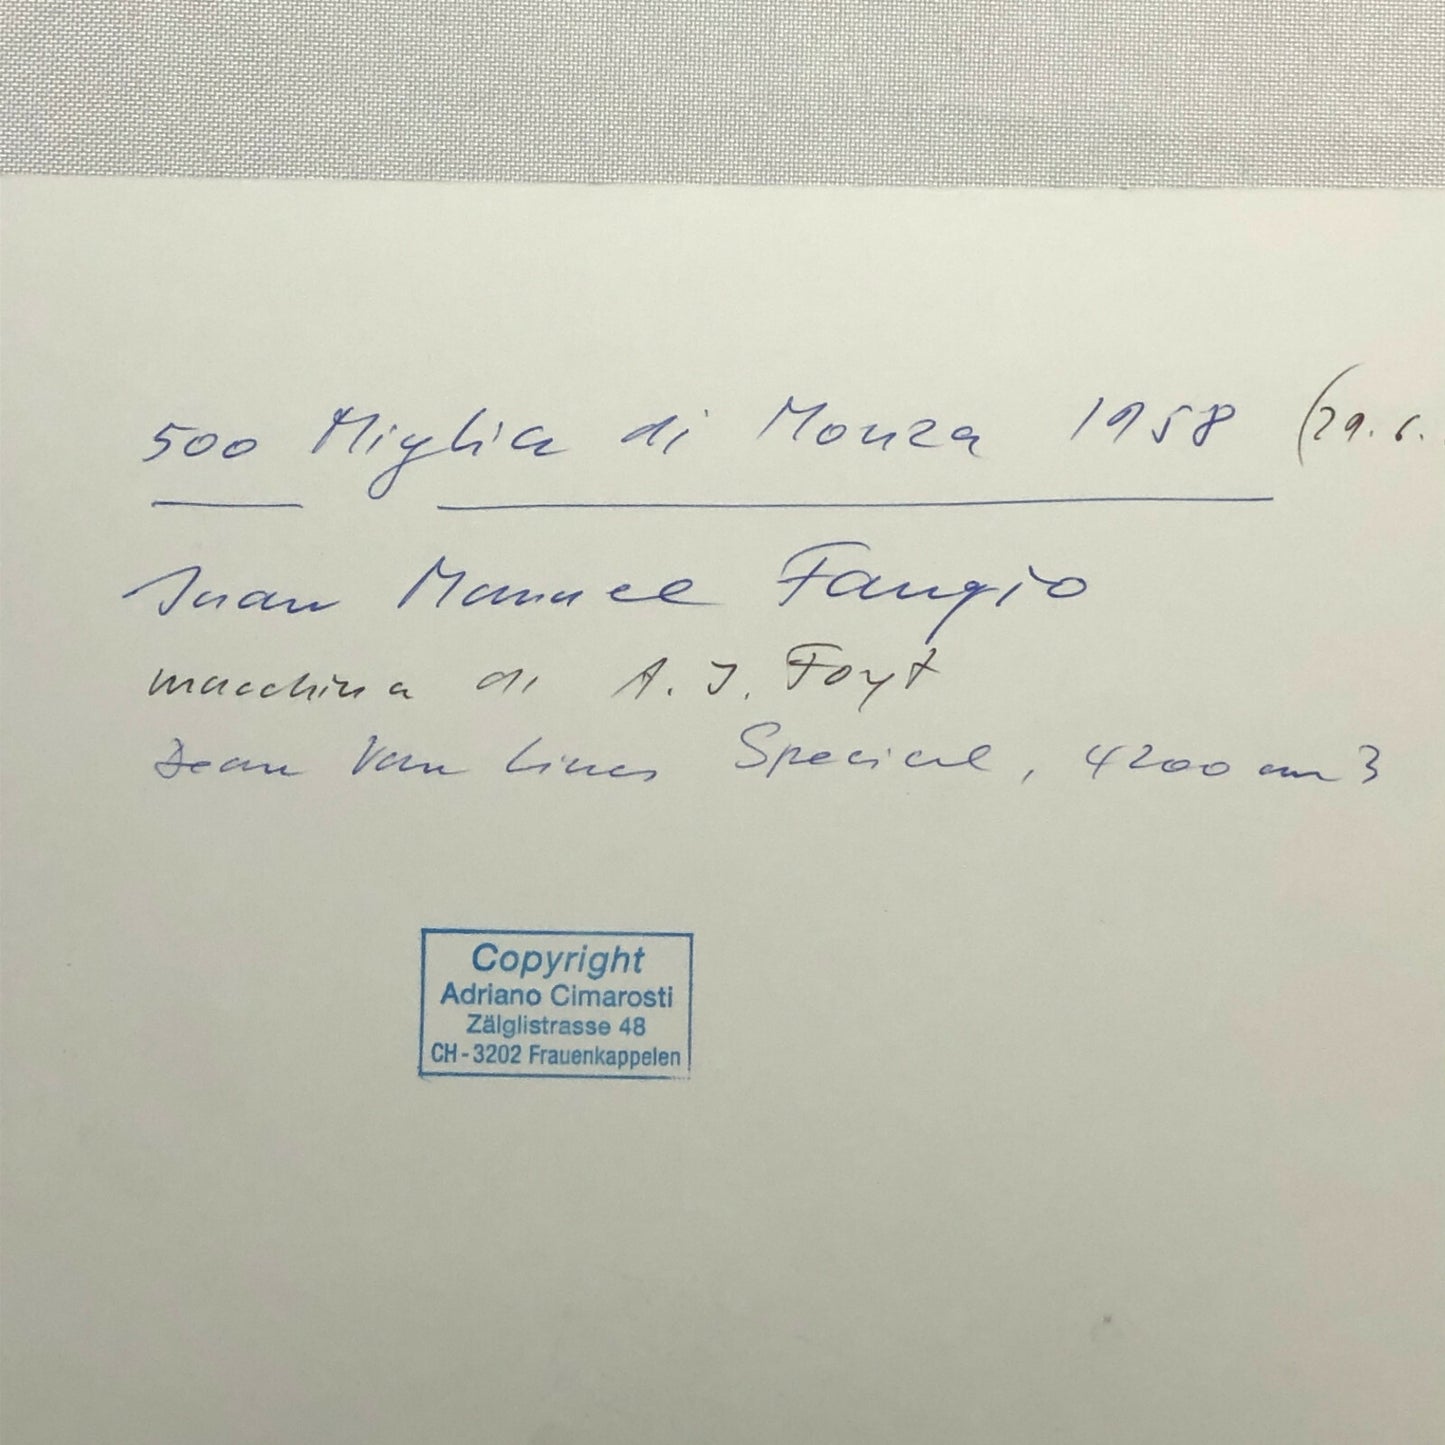 500 Miglia di Monza 1958 (29.6.
Juan Manuel Fangio
macchina di A. J. Foyt
Dean Van Lines Special, 4200 cm3
Copyright
Adriano Cimarosti
Zälglistrasse 48
CH-3202 Frauenkappelen